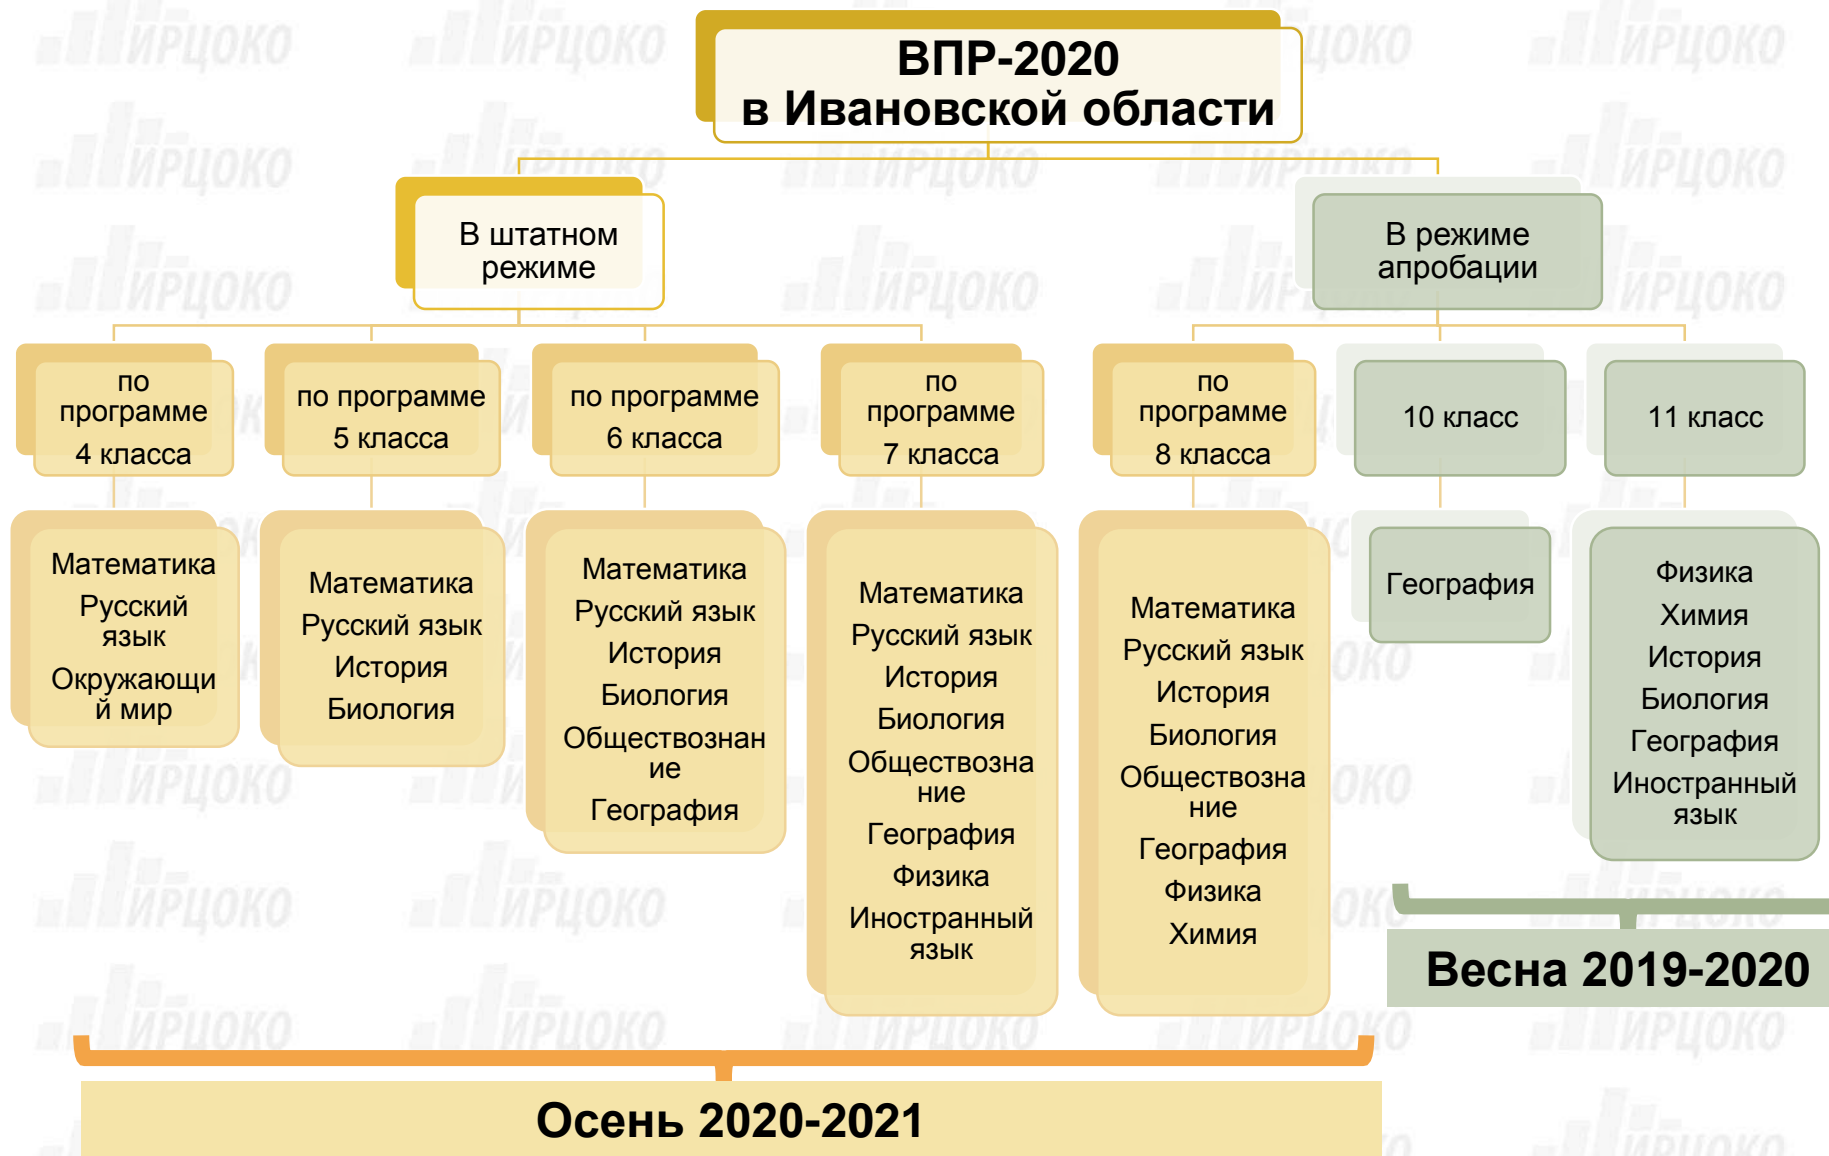 ВПР-2020
в Ивановской области
В штатном
режиме
В режиме
апробации
по
программе
4 класса
по программе
5 класса
по программе
6 класса
по
программе
7 класса
по
программе
8 класса
10 класс
11 класс
Математика
Русский
язык
Окружающи
й мир
Математика
Русский язык
История
Биология
Математика
Русский язык
История
Биология
Обществознан
ие
География
Математика
Русский язык
История
Биология
Обществозна
ние
География
Физика
Иностранный
язык
Математика
Русский язык
История
Биология
Обществозна
ние
География
Физика
Химия
География
Физика
Химия
История
Биология
География
Иностранный
язык
Весна 2019-2020
Осень 2020-2021
ИРЦОКО